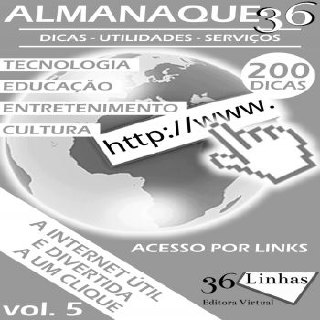 ALMANAQUE 36
DICAS - UTILIDADES - SERVIÇOS
TECNOLOGIA
EDUCAÇÃO
ENTRETENIMENTO
CULTURA
200
DICAS
http://www.
A INTERNET ÚTIL
E DIVERTIDA
A UM CLIQUE
ACESSO POR LINKS
36 Linhas
Editora Virtual
vol. 5